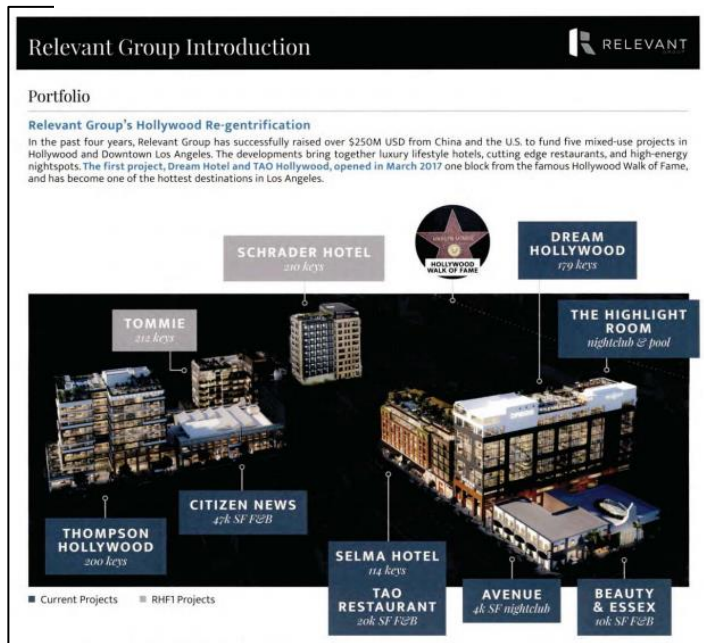 Relevant Group Introduction
RELEVANT
GROUP
Portfolio
Relevant Group's Hollywood Re-gentrification
In the past four years, Relevant Group has successfully raised over $250M USD from China and the U.S. to fund five mixed-use projects in
Hollywood and Downtown Los Angeles. The developments bring together luxury lifestyle hotels, cutting edge restaurants, and high-energy
nightspots. The first project, Dream Hotel and TAO Hollywood, opened in March 2017 one block from the famous Hollywood Walk of Fame,
and has become one of the hottest destinations in Los Angeles.
SCHRADER HOTEL
210 keys
HOLLYWOOD
WALK OF FAME
DREAM
HOLLYWOOD
179 keys
TOMMIE
212 keys
THE HIGHLIGHT
ROOM
nightclub & pool
CITIZEN NEWS
47k SF F&B
THOMPSON
HOLLYWOOD
200 keys
SELMA HOTEL
114 keys
TAO
RESTAURANT
20k SF F&B
AVENUE
4k SF nightclub
BEAUTY
& ESSEX
10k SF F&B
Current Projects
RHF1 Projects